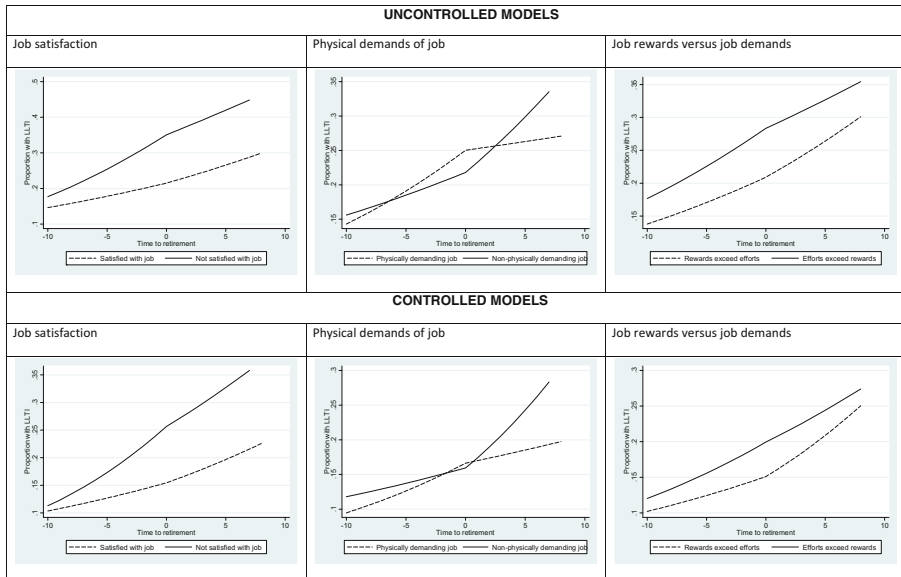 UNCONTROLLED MODELS
Job satisfaction
Physical demands of job
Job rewards versus job demands
Proportion with LLTI
.5
.4
.3
.2
.1
-10 -5 0 5 10
Time to retirement
Satisfied with job Not satisfied with job
Proportion with LLTI
.35
.3
.25
.2
.15
-10 -5 0 5 10
Time to retirement
Physically demanding job Non-physically demanding job
Proportion with LLTI
.35
.3
.25
.2
.15
-10 -5 0 5 10
Time to retirement
Rewards exceed efforts Efforts exceed rewards
CONTROLLED MODELS
Job satisfaction
Physical demands of job
Job rewards versus job demands
Proportion with LLTI
.35
.3
.25
.2
.15
.1
-10 -5 0 5 10
Time to retirement
Satisfied with job Not satisfied with job
Proportion with LLTI
.3
.25
.2
.15
.1
-10 -5 0 5 10
Time to retirement
Physically demanding job Non-physically demanding job
Proportion with LLTI
.3
.25
.2
.15
.1
-10 -5 0 5 10
Time to retirement
Rewards exceed efforts Efforts exceed rewards